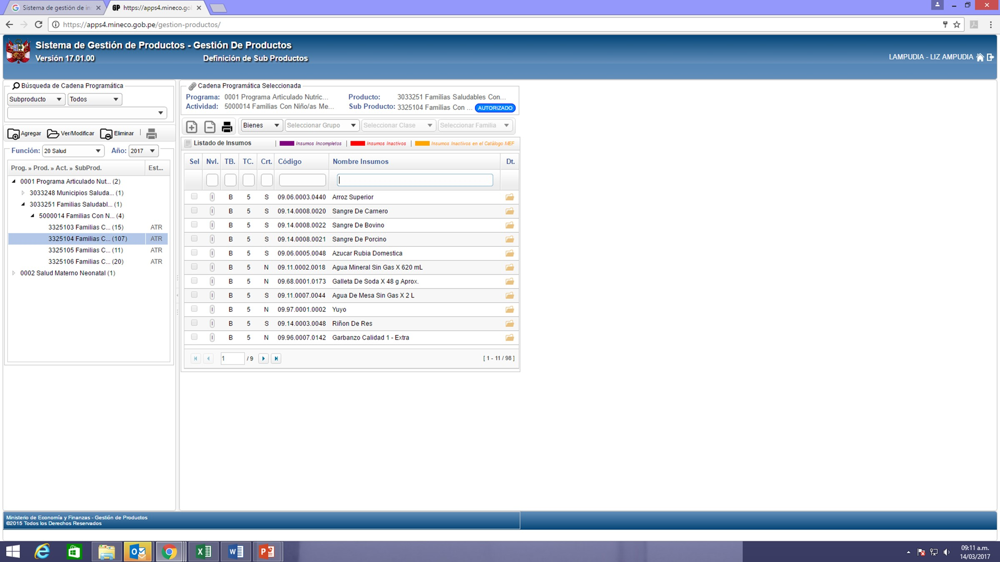 Sistema de gestión de in
GP https://apps4.mineco.go
https://apps4.mineco.gob.pe/gestion-productos/
Sistema de Gestión de Productos - Gestión De Productos
Versión 17.01.00 Definición de Sub Productos
LAMPUDIA - LIZ AMPUDIA
Búsqueda de Cadena Programática
Subproducto Todos
Agregar Ver/Modificar Eliminar
Función: 20 Salud Año: 2017
Prog. » Prod. » Act. » SubProd. Est...
0001 Programa Articulado Nut... (2)
3033248 Municipios Saluda... (1)
3033251 Familias Saludabl... (1)
5000014 Familias Con N... (4)
3325103 Familias C... (15) ATR
3325104 Familias C... (107) ATR
3325105 Familias C... (11) ATR
3325106 Familias C... (20) ATR
0002 Salud Materno Neonatal (1)
Cadena Programática Seleccionada
Programa: 0001 Programa Articulado Nutric... Producto: 3033251 Familias Saludables Con...
Actividad: 5000014 Familias Con Niño/as Me... Sub Producto: 3325104 Familias Con ... AUTORIZADO
Bienes Seleccionar Grupo Seleccionar Clase Seleccionar Familia
Listado de Insumos | Insumos Incompletos | Insumos Inactivos | Insumos Inactivos en el Catálogo MEF
Sel Nvl. TB. TC. Crt. Código Nombre Insumos Dt.
I B 5 S 09.06.0003.0440 Arroz Superior
I B 5 S 09.14.0008.0020 Sangre De Carnero
I B 5 S 09.14.0008.0022 Sangre De Bovino
I B 5 S 09.14.0008.0021 Sangre De Porcino
I B 5 S 09.06.0005.0048 Azucar Rubia Domestica
I B 5 N 09.11.0002.0018 Agua Mineral Sin Gas X 620 mL
I B 5 N 09.68.0001.0173 Galleta De Soda X 48 g Aprox.
I B 5 S 09.11.0007.0044 Agua De Mesa Sin Gas X 2 L
I B 5 N 09.97.0001.0002 Yuyo
I B 5 S 09.14.0003.0048 Riñon De Res
I B 5 N 09.96.0007.0142 Garbanzo Calidad 1 - Extra
1 / 9 [ 1 - 11 / 98 ]
Ministerio de Economía y Finanzas - Gestión de Productos
©2015 Todos los Derechos Reservados
09:11 a.m.
14/03/2017